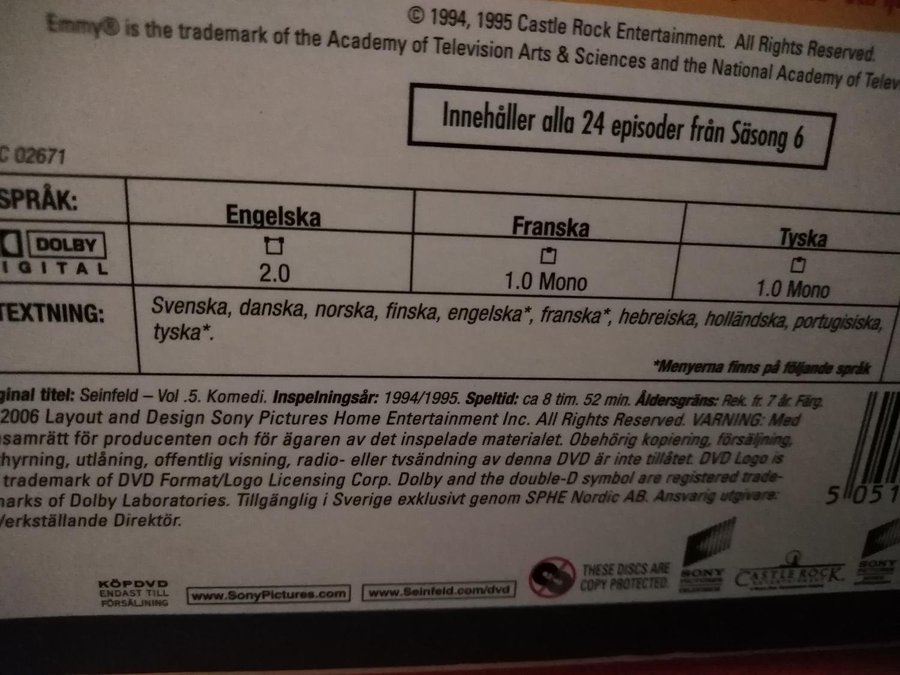 © 1994, 1995 Castle Rock Entertainment. All Rights Reserved.
Emmy® is the trademark of the Academy of Television Arts & Sciences and the National Academy of Telev
Innehåller alla 24 episoder från Säsong 6
C 02671
SPRÅK:
Engelska
Franska
Tyska
DOLBY
IGITAL
2.0
1.0 Mono
1.0 Mono
TEXTNING:
Svenska, danska, norska, finska, engelska*, franska*, hebreiska, holländska, portugisiska,
tyska*.
*Menyerna finns på följande språk
ginal titel: Seinfeld – Vol .5. Komedi. Inspelningsår: 1994/1995. Speltid: ca 8 tim. 52 min. Åldersgräns: Rek. fr. 7 år. Färg.
2006 Layout and Design Sony Pictures Home Entertainment Inc. All Rights Reserved. VARNING: Med
nsamrätt för producenten och för ägaren av det inspelade materialet. Obehörig kopiering, försäljning,
hyrning, utlåning, offentlig visning, radio- eller tvsändning av denna DVD är inte tillåtet. DVD Logo is
trademark of DVD Format/Logo Licensing Corp. Dolby and the double-D symbol are registered trade-
marks of Dolby Laboratories. Tillgänglig i Sverige exklusivt genom SPHE Nordic AB. Ansvarig utgivare:
Verkställande Direktör.
5 051
KÖPDVD
ENDAST TILL
FÖRSÄLJNING
www.SonyPictures.com
www.Seinfeld.com/dvd
THESE DISCS ARE
COPY PROTECTED.
SONY
PICTURES
TELEVISION
CASTLE ROCK
ENTERTAINMENT
SONY
PICTURES